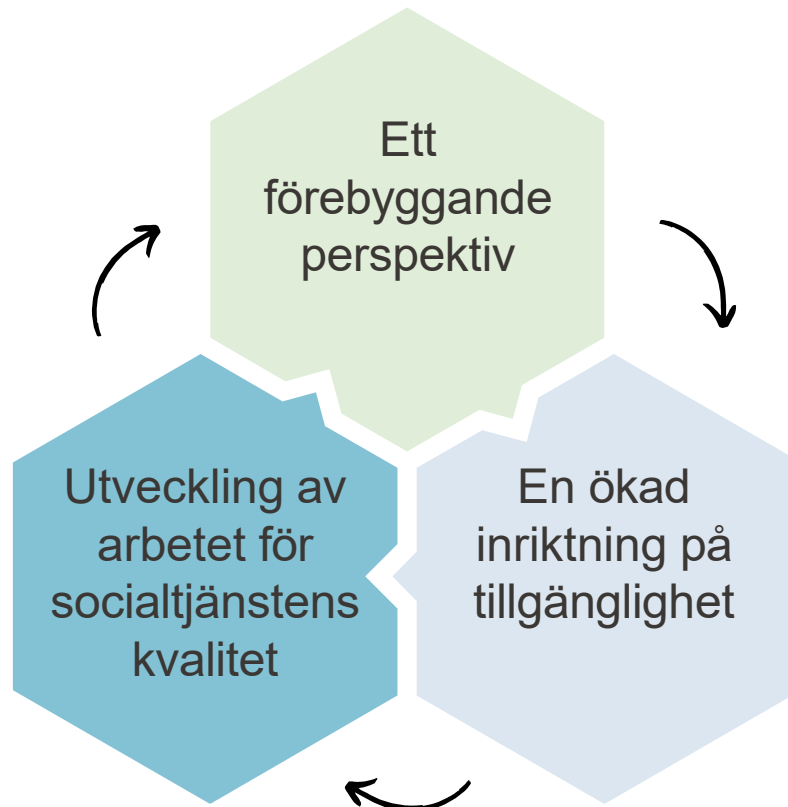 Ett
förebyggande
perspektiv
Utveckling av
arbetet för
socialtjänstens
kvalitet
En ökad
inriktning på
tillgänglighet